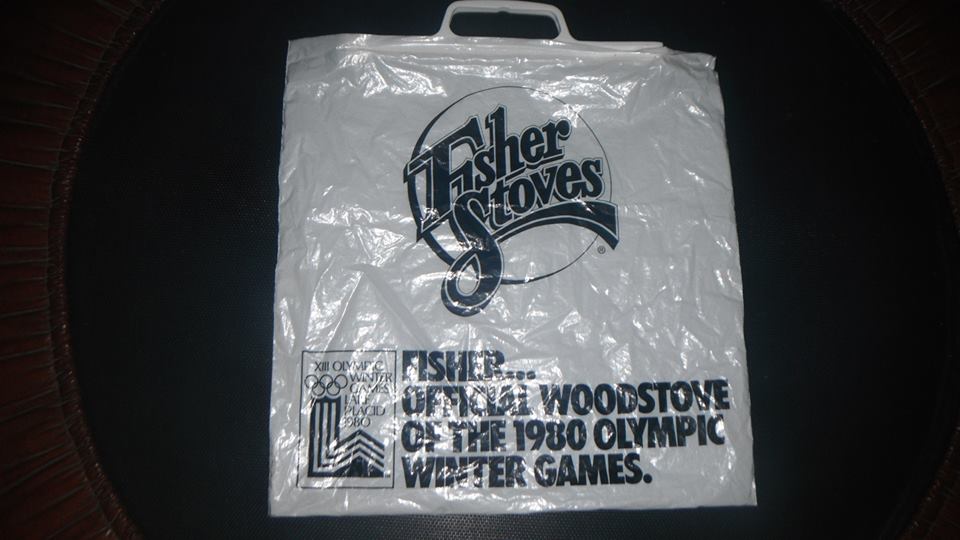 Fisher
Stoves
®
XIII OLYMPIC
WINTER
GAMES
LAKE
PLACID
1980
FISHER...
OFFICIAL WOODSTOVE
OF THE 1980 OLYMPIC
WINTER GAMES.